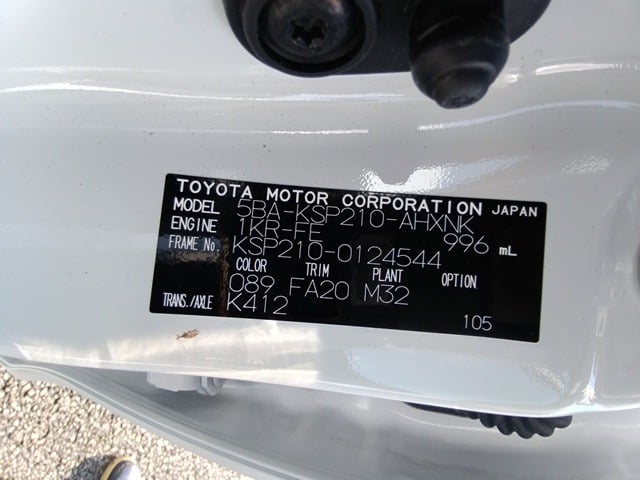 TOYOTA MOTOR CORPORATION JAPAN
MODEL 5BA-KSP210-AHXNK
ENGINE 1KR-FE 996 mL
FRAME No. KSP210-0124544
COLOR TRIM PLANT OPTION
089 FA20 M32
TRANS./AXLE K412
105